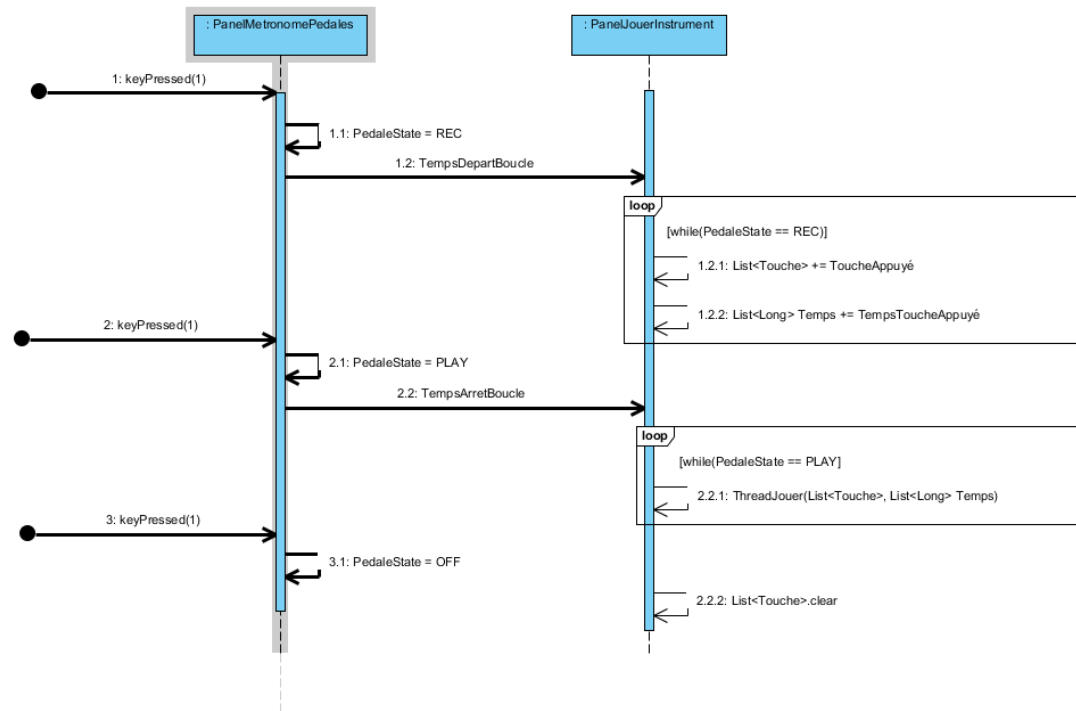 : PanelMetronomePedales
: PanelJouerInstrument
1: keyPressed(1)
1.1: PedaleState = REC
1.2: TempsDepartBoucle
loop
[while(PedaleState == REC)]
1.2.1: List<Touche> += ToucheAppuyé
1.2.2: List<Long> Temps += TempsToucheAppuyé
2: keyPressed(1)
2.1: PedaleState = PLAY
2.2: TempsArretBoucle
loop
[while(PedaleState == PLAY]
2.2.1: ThreadJouer(List<Touche>, List<Long> Temps)
3: keyPressed(1)
3.1: PedaleState = OFF
2.2.2: List<Touche>.clear